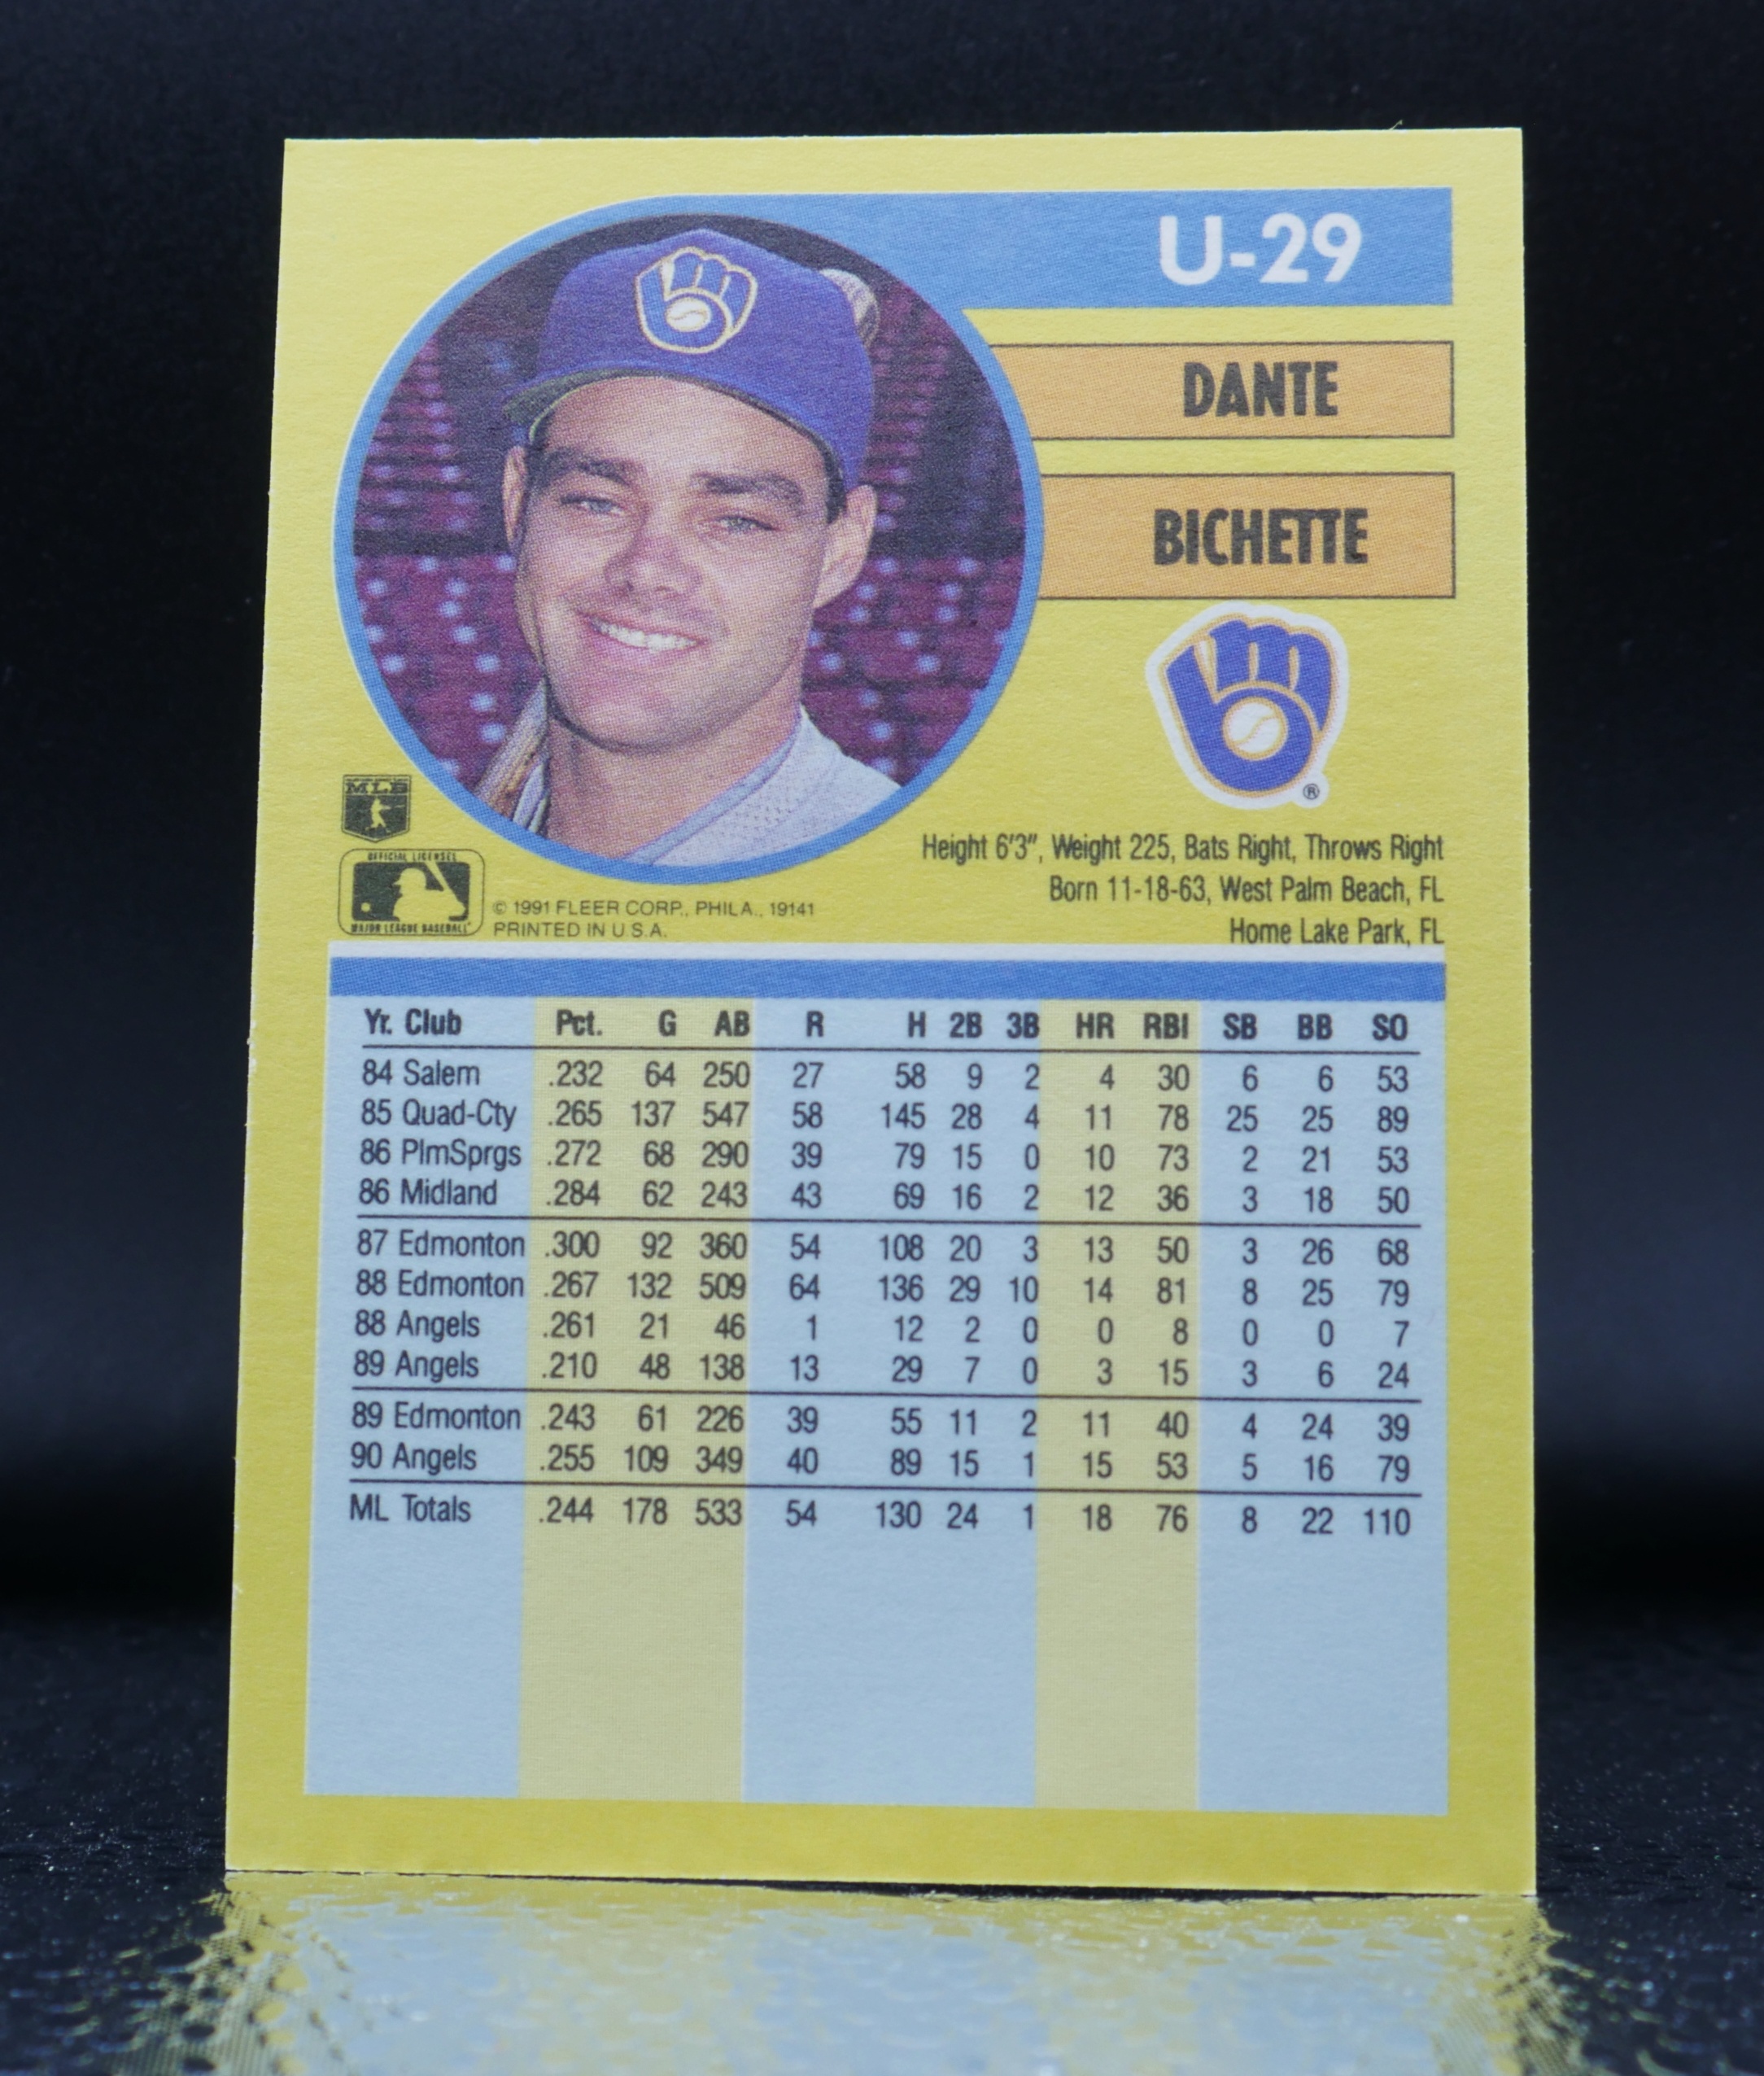 U-29
DANTE
BICHETTE
®
MLB
OFFICIAL LICENSEE
MAJOR LEAGUE BASEBALL
© 1991 FLEER CORP., PHILA., 19141
PRINTED IN U.S.A.
Height 6'3", Weight 225, Bats Right, Throws Right
Born 11-18-63, West Palm Beach, FL
Home Lake Park, FL
Yr. Club Pct. G AB R H 2B 3B HR RBI SB BB SO
84 Salem .232 64 250 27 58 9 2 4 30 6 6 53
85 Quad-Cty .265 137 547 58 145 28 4 11 78 25 25 89
86 PlmSprgs .272 68 290 39 79 15 0 10 73 2 21 53
86 Midland .284 62 243 43 69 16 2 12 36 3 18 50
87 Edmonton .300 92 360 54 108 20 3 13 50 3 26 68
88 Edmonton .267 132 509 64 136 29 10 14 81 8 25 79
88 Angels .261 21 46 1 12 2 0 0 8 0 0 7
89 Angels .210 48 138 13 29 7 0 3 15 3 6 24
89 Edmonton .243 61 226 39 55 11 2 11 40 4 24 39
90 Angels .255 109 349 40 89 15 1 15 53 5 16 79
ML Totals .244 178 533 54 130 24 1 18 76 8 22 110